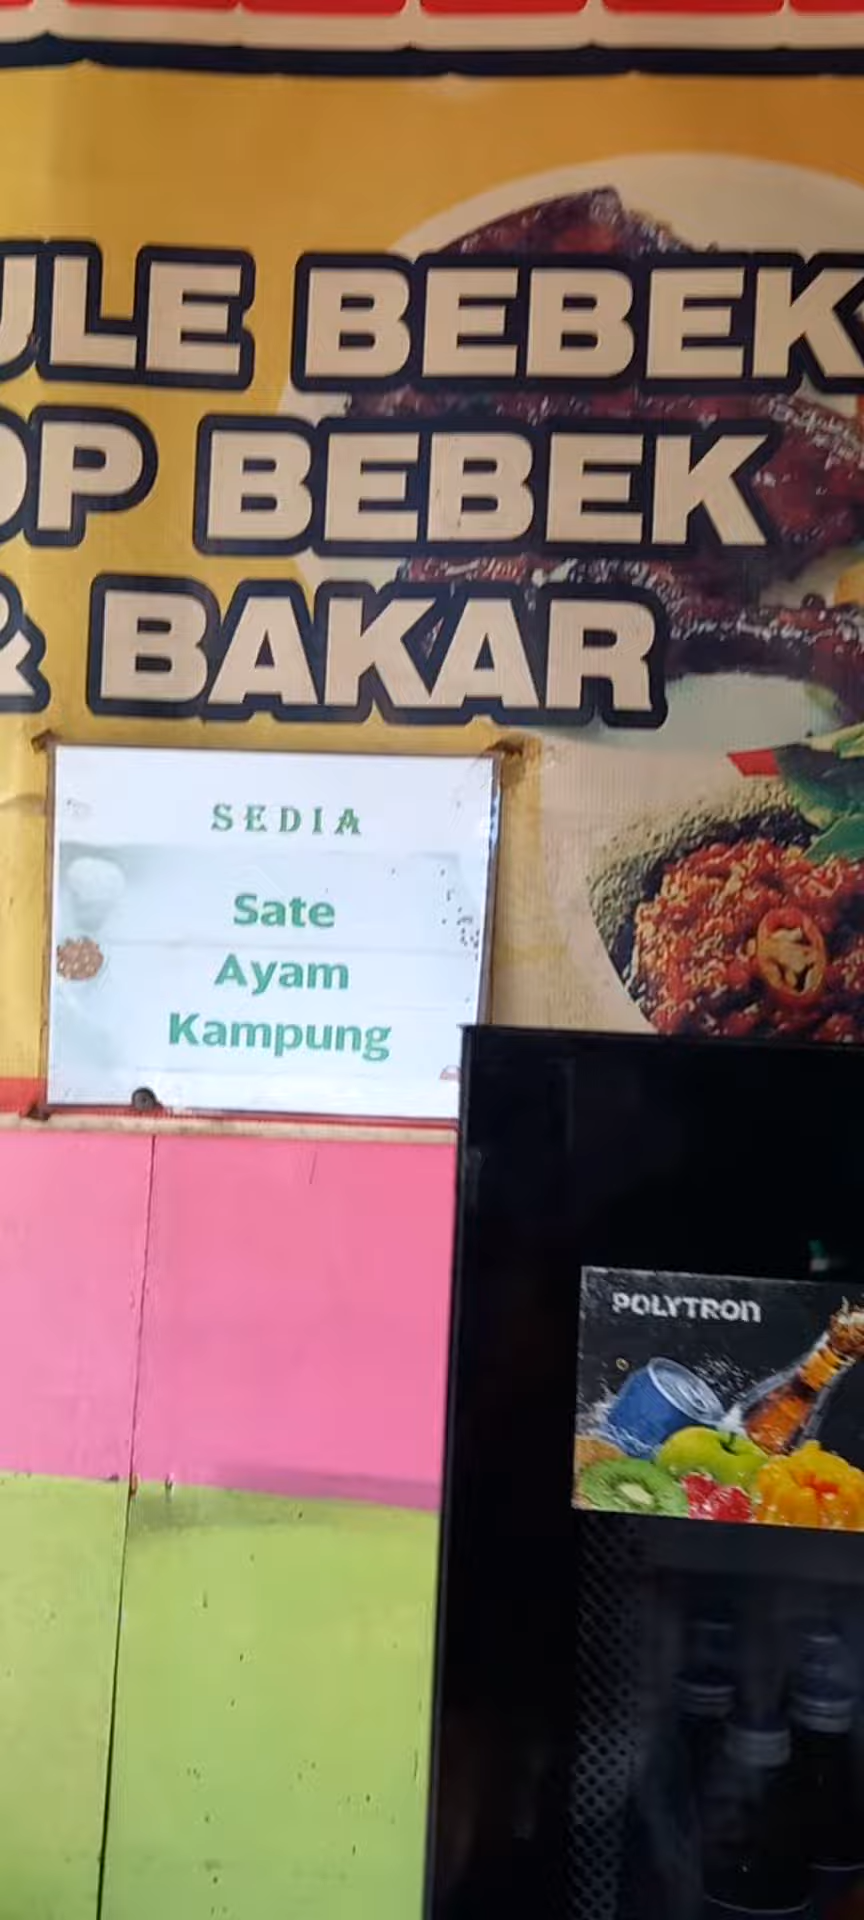 ULE BEBEK
OP BEBEK
& BAKAR
SEDIA
Sate
Ayam
Kampung
POLYTRON